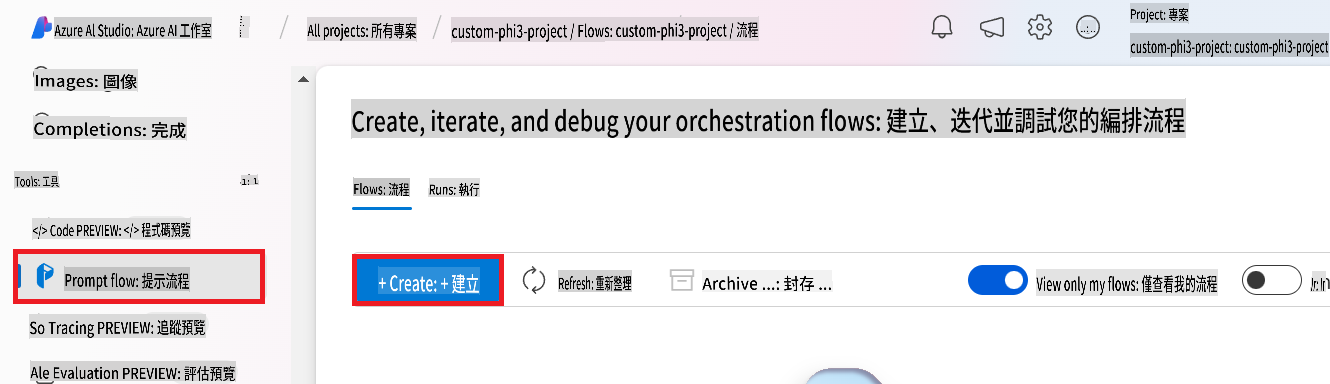 Azure Al Studio: Azure AI 工作室
All projects: 所有專案
custom-phi3-project / Flows: custom-phi3-project / 流程
Project: 專案
custom-phi3-project: custom-phi3-project
Images: 圖像
Completions: 完成
Tools: 工具
</> Code PREVIEW: </> 程式碼預覽
Prompt flow: 提示流程
So Tracing PREVIEW: 追蹤預覽
Ale Evaluation PREVIEW: 評估預覽
Create, iterate, and debug your orchestration flows: 建立、迭代並調試您的編排流程
Flows: 流程
Runs: 執行
+ Create: + 建立
Refresh: 重新整理
Archive ...: 封存 ...
View only my flows: 僅查看我的流程